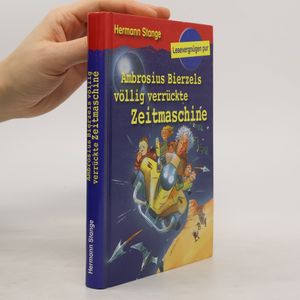 Hermann Stange
Lesevergnügen pur
Ambrosius Bierzels
völlig verrückte
Zeitmaschine
Ambrosius Bierzels völlig
verrückte Zeitmaschine
Hermann Stange